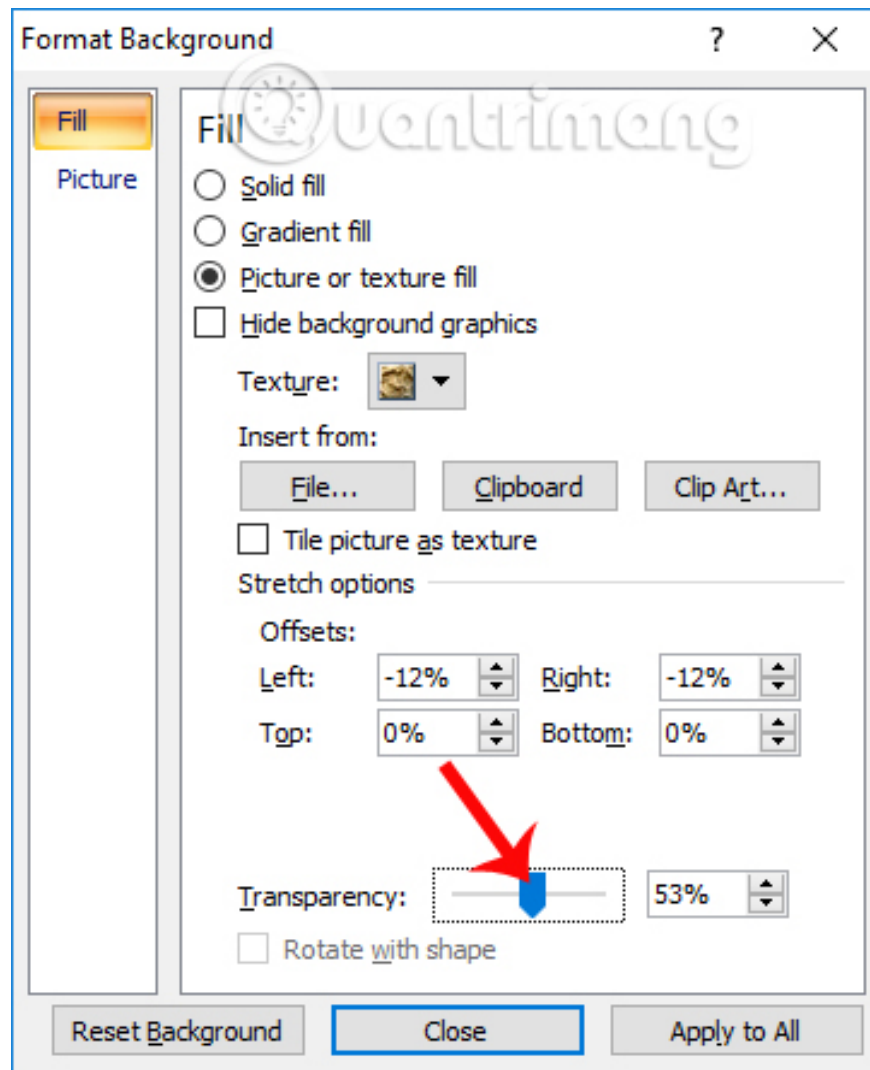 Format Background ? X
Quantrimang
Fill
Picture
Fill
Solid fill
Gradient fill
Picture or texture fill
Hide background graphics
Texture:
Insert from:
File... Clipboard Clip Art...
Tile picture as texture
Stretch options
Offsets:
Left: -12% Right: -12%
Top: 0% Bottom: 0%
Transparency: 53%
Rotate with shape
Reset Background Close Apply to All